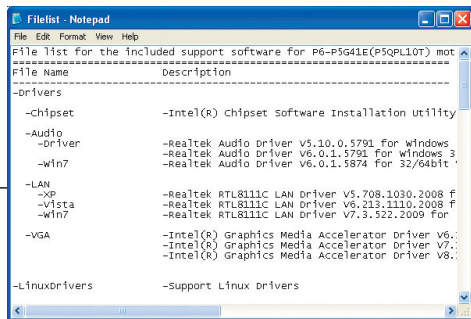 Filelist - Notepad
File Edit Format View Help
File list for the included support software for P6-P5G41E(P5QPL10T) mot
==========================================================
File Name Description
----------------------------------------------------------
-Drivers
-Chipset -Intel(R) Chipset Software Installation Utility
-Audio
-Driver -Realtek Audio Driver V5.10.0.5791 for Windows
-Realtek Audio Driver V6.0.1.5791 for Windows 3
-Win7 -Realtek Audio Driver V6.0.1.5874 for 32/64bit
-LAN
-XP -Realtek RTL8111C LAN Driver V5.708.1030.2008 f
-Vista -Realtek RTL8111C LAN Driver V6.213.1110.2008 f
-Win7 -Realtek RTL8111C LAN Driver V7.3.522.2009 for
-VGA -Intel(R) Graphics Media Accelerator Driver V6.
-Intel(R) Graphics Media Accelerator Driver V7.
-Intel(R) Graphics Media Accelerator Driver V8.
-LinuxDrivers -Support Linux Drivers